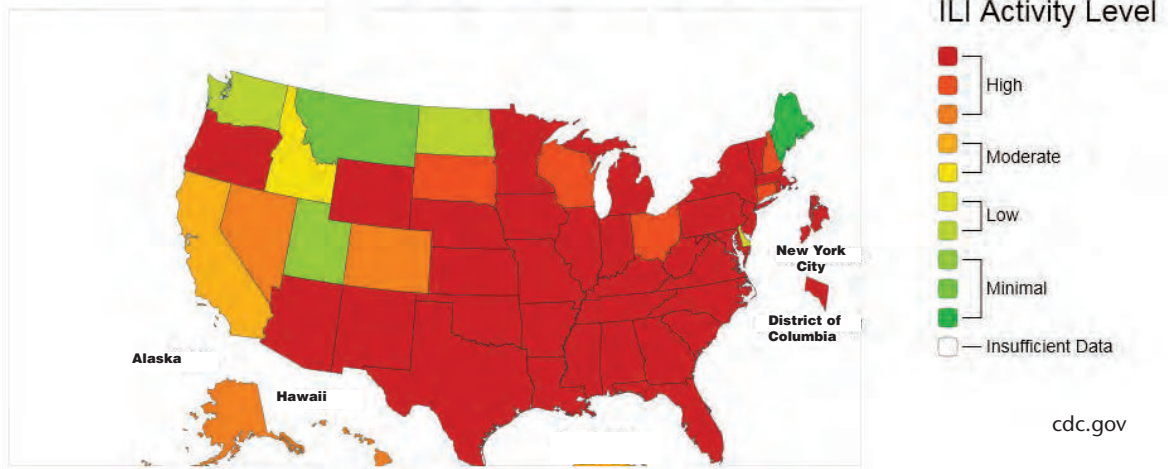 ILI Activity Level
High
Moderate
Low
Minimal
Insufficient Data
New York
City
District of
Columbia
Alaska
Hawaii
cdc.gov